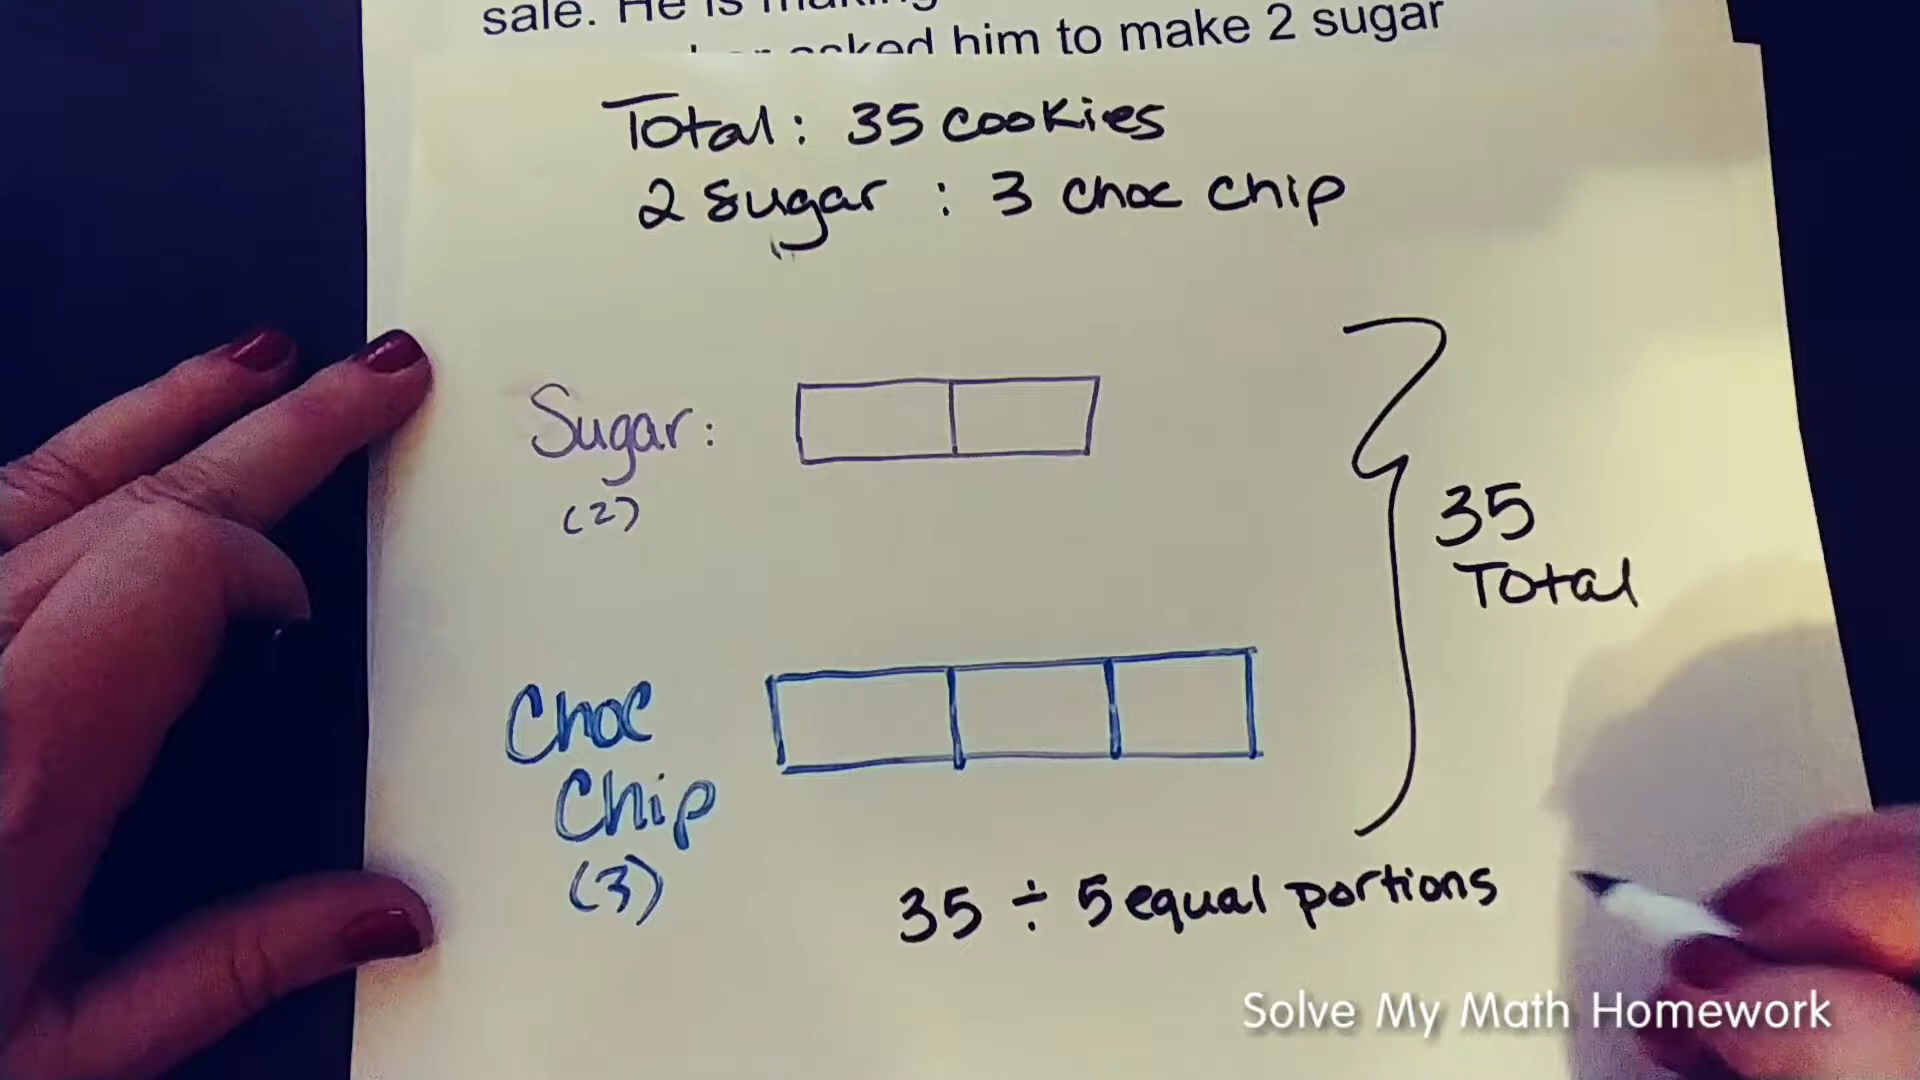 sale. He is making
asked him to make 2 sugar
Total: 35 cookies
2 Sugar : 3 choc chip
Sugar:
(2)
35
Total
Choc
Chip
(3)
35 ÷ 5 equal portions
Solve My Math Homework